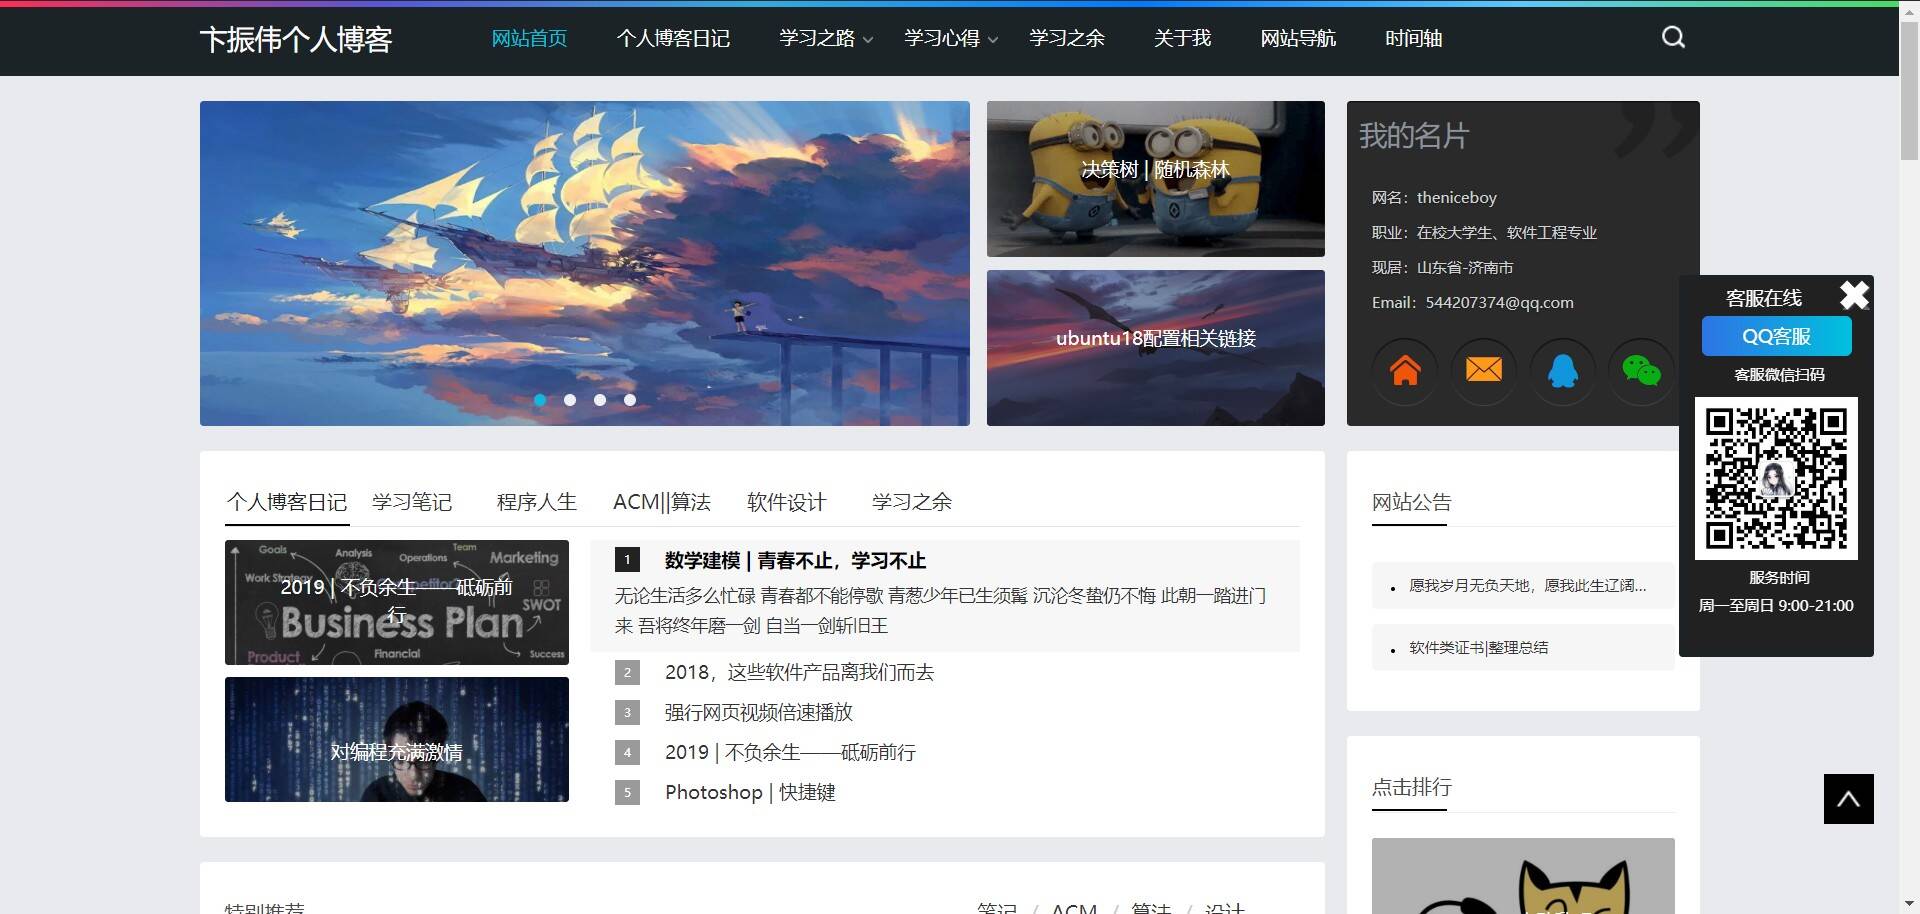 卞振伟个人博客
网站首页
个人博客日记
学习之路
学习心得
学习之余
关于我
网站导航
时间轴
决策树 | 随机森林
ubuntu18配置相关链接
我的名片
网名：theniceboy
职业：在校大学生、软件工程专业
现居：山东省-济南市
Email：544207374@qq.com
客服在线
QQ客服
客服微信扫码
服务时间
周一至周日 9:00-21:00
个人博客日记
学习笔记
程序人生
ACM||算法
软件设计
学习之余
Goals
Analysis
Operations
Team
Marketing
Work Strategy
Competitor
SWOT
Business Plan
Product
Financial
Success
2019 | 不负余生——砥砺前
行
对编程充满激情
1 数学建模 | 青春不止，学习不止
无论生活多么忙碌 青春都不能停歇 青葱少年已生须髯 沉沦冬蛰仍不悔 此朝一踏进门
来 吾将终年磨一剑 自当一剑斩旧王
2 2018，这些软件产品离我们而去
3 强行网页视频倍速播放
4 2019 | 不负余生——砥砺前行
5 Photoshop | 快捷键
网站公告
愿我岁月无负天地，愿我此生辽阔...
软件类证书|整理总结
点击排行
特别推荐
笔记 / ACM / 算法 / 设计